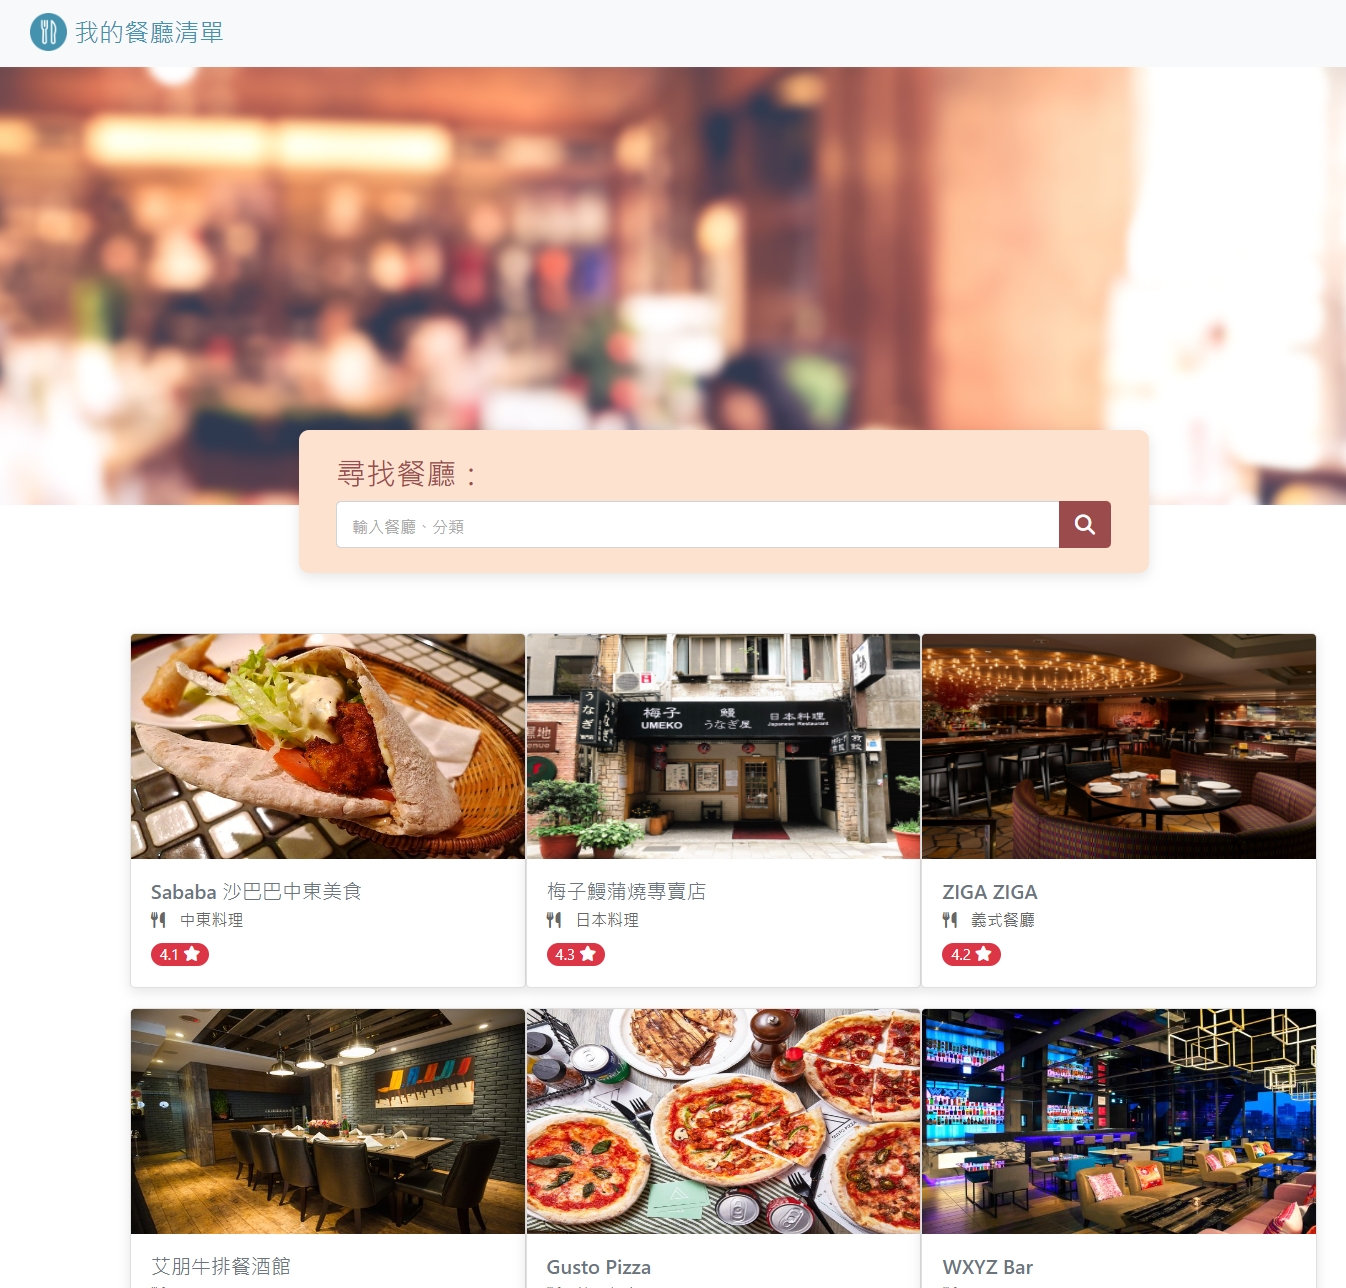 我的餐廳清單
尋找餐廳：
輸入餐廳、分類
梅子 鰻 日本料理
UMEKO うなぎ屋 Japanese Restaurant
うなぎ
Sababa 沙巴巴中東美食
中東料理
4.1
梅子鰻蒲燒專賣店
日本料理
4.3
ZIGA ZIGA
義式餐廳
4.2
WXYZ
艾朋牛排餐酒館
Gusto Pizza
WXYZ Bar